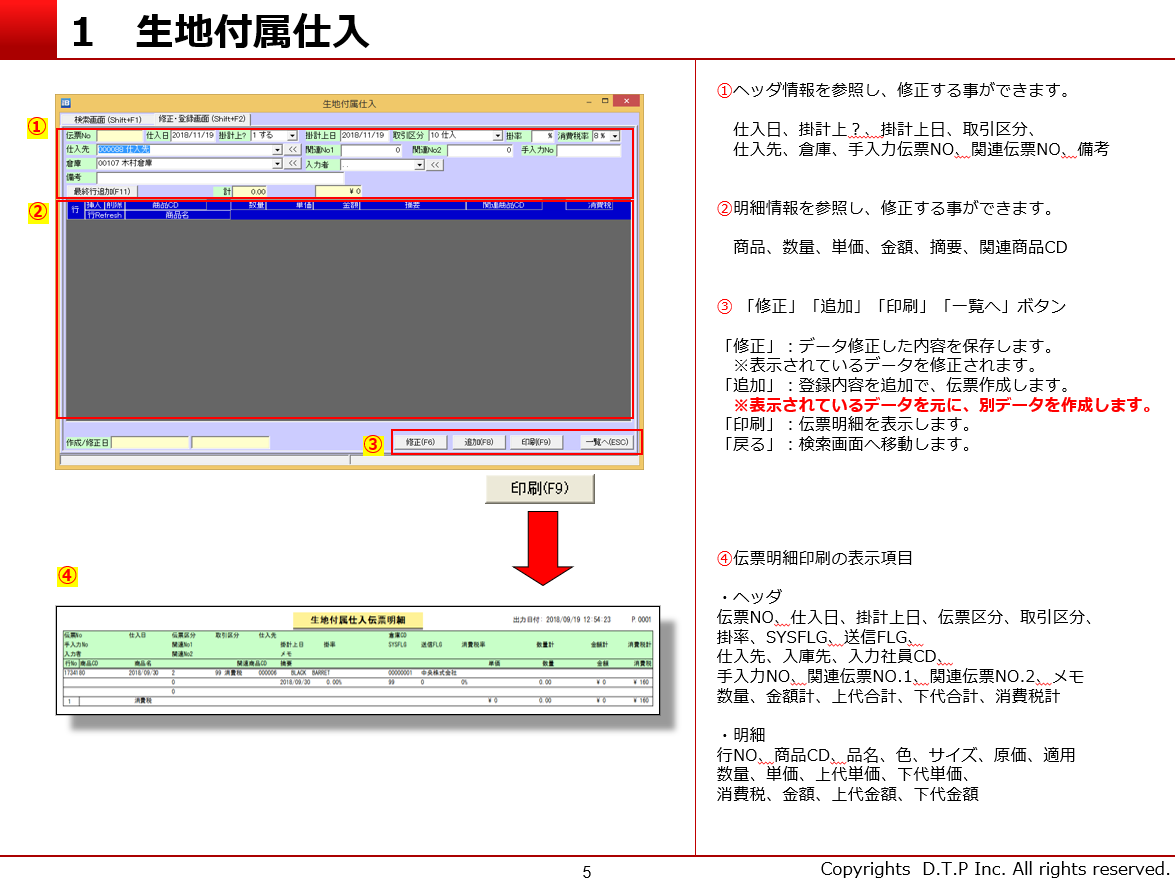 1 生地付属仕入
生地付属仕入
検索画面 (Shift+F1) 修正・登録画面 (Shift+F2)
①
伝票No 仕入日 2018/11/19 掛計上? 1 する 掛計上日 2018/11/19 取引区分 10 仕入 掛率 % 消費税率 8 %
仕入先 000088 仕入先 << 関連No1 0 関連No2 0 手入力No
倉庫 00107 木村倉庫 << 入力者 . . <<
備考
最終行追加(F11) 計 0.00 ¥ 0
②
行 挿入 削除 商品CD 数量 単価 金額 摘要 関連商品CD 消費税
行Refresh 商品名
作成/修正日
③
修正(F6) 追加(F8) 印刷(F9) 一覧へ(ESC)
印刷(F9)
④
生地付属仕入伝票明細 出力日付: 2018/09/19 12 54 23 P.0001
伝票No 仕入日 伝票区分 取引区分 仕入先 倉庫CD
手入力No 関連No1 掛計上日 掛率 SYSFLG 送信FLG 消費税率 数量計 金額計 消費税計
入力者 関連No2 メモ
行No 商品CD 商品名 関連商品CD 摘要 単価 数量 金額 消費税
1734180 2018/09/30 2 99 消費税 000006 BLACK BARRET 00000001 中央株式会社
0 2018/09/30 0.00% 99 0 0% 0.00 ¥ 0 ¥ 160
0
1 消費税 ¥ 0 0.00 ¥ 0 ¥ 160
①ヘッダ情報を参照し、修正する事ができます。
仕入日、掛計上?、掛計上日、取引区分、
仕入先、倉庫、手入力伝票NO、関連伝票NO、備考
②明細情報を参照し、修正する事ができます。
商品、数量、単価、金額、摘要、関連商品CD
③ 「修正」「追加」「印刷」「一覧へ」ボタン
「修正」:データ修正した内容を保存します。
※表示されているデータを修正されます。
「追加」:登録内容を追加で、伝票作成します。
※表示されているデータを元に、別データを作成します。
「印刷」:伝票明細を表示します。
「戻る」:検索画面へ移動します。
④伝票明細印刷の表示項目
・ヘッダ
伝票NO、仕入日、掛計上日、伝票区分、取引区分、
掛率、SYSFLG、送信FLG、
仕入先、入庫先、入力社員CD、
手入力NO、関連伝票NO.1、関連伝票NO.2、メモ
数量、金額計、上代合計、下代合計、消費税計
・明細
行NO、商品CD、品名、色、サイズ、原価、適用
数量、単価、上代単価、下代単価、
消費税、金額、上代金額、下代金額
5
Copyrights D.T.P Inc. All rights reserved.